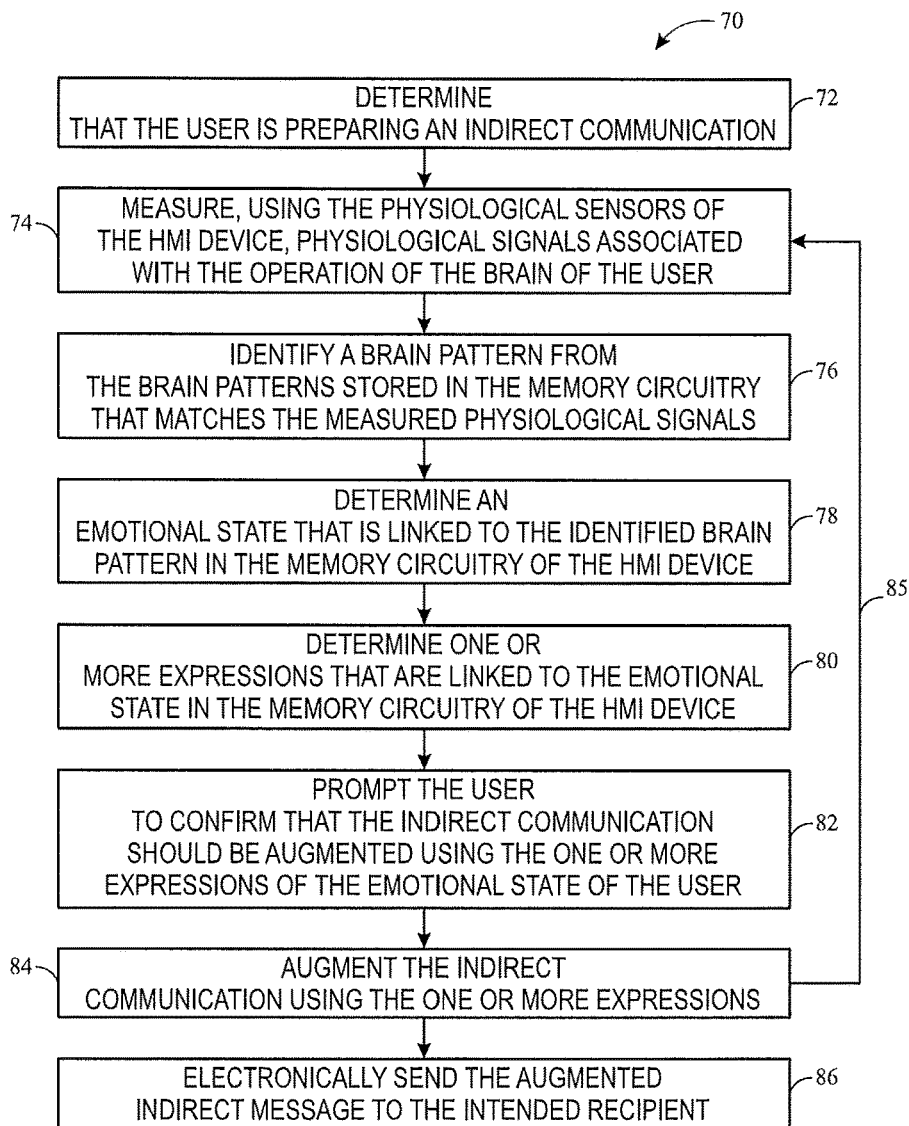 70
DETERMINE
THAT THE USER IS PREPARING AN INDIRECT COMMUNICATION
72
74
MEASURE, USING THE PHYSIOLOGICAL SENSORS OF
THE HMI DEVICE, PHYSIOLOGICAL SIGNALS ASSOCIATED
WITH THE OPERATION OF THE BRAIN OF THE USER
IDENTIFY A BRAIN PATTERN FROM
THE BRAIN PATTERNS STORED IN THE MEMORY CIRCUITRY
THAT MATCHES THE MEASURED PHYSIOLOGICAL SIGNALS
76
DETERMINE AN
EMOTIONAL STATE THAT IS LINKED TO THE IDENTIFIED BRAIN
PATTERN IN THE MEMORY CIRCUITRY OF THE HMI DEVICE
78
85
DETERMINE ONE OR
MORE EXPRESSIONS THAT ARE LINKED TO THE EMOTIONAL
STATE IN THE MEMORY CIRCUITRY OF THE HMI DEVICE
80
PROMPT THE USER
TO CONFIRM THAT THE INDIRECT COMMUNICATION
SHOULD BE AUGMENTED USING THE ONE OR MORE
EXPRESSIONS OF THE EMOTIONAL STATE OF THE USER
82
84
AUGMENT THE INDIRECT
COMMUNICATION USING THE ONE OR MORE EXPRESSIONS
ELECTRONICALLY SEND THE AUGMENTED
INDIRECT MESSAGE TO THE INTENDED RECIPIENT
86